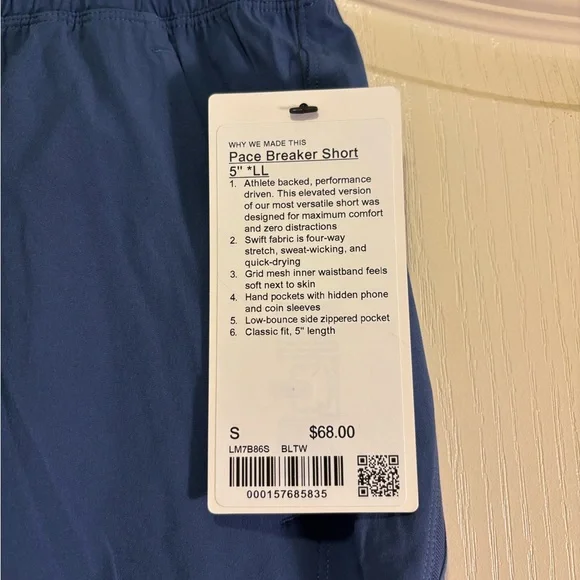 WHY WE MADE THIS
Pace Breaker Short
5" *LL
1. Athlete backed, performance
driven. This elevated version
of our most versatile short was
designed for maximum comfort
and zero distractions
2. Swift fabric is four-way
stretch, sweat-wicking, and
quick-drying
3. Grid mesh inner waistband feels
soft next to skin
4. Hand pockets with hidden phone
and coin sleeves
5. Low-bounce side zippered pocket
6. Classic fit, 5" length
S $68.00
LM7B86S BLTW
000157685835